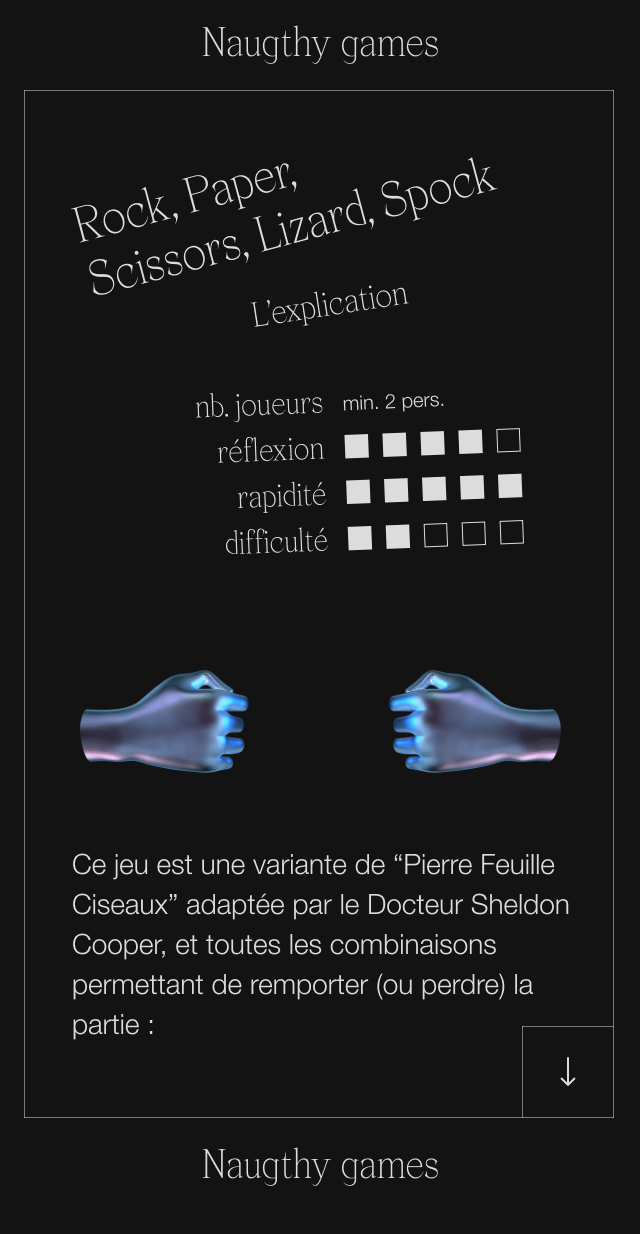 Naugthy games
Rock, Paper,
Scissors, Lizard, Spock
L'explication
nb. joueurs min. 2 pers.
réflexion
rapidité
difficulté
Ce jeu est une variante de “Pierre Feuille
Ciseaux” adaptée par le Docteur Sheldon
Cooper, et toutes les combinaisons
permettant de remporter (ou perdre) la
partie :
Naugthy games